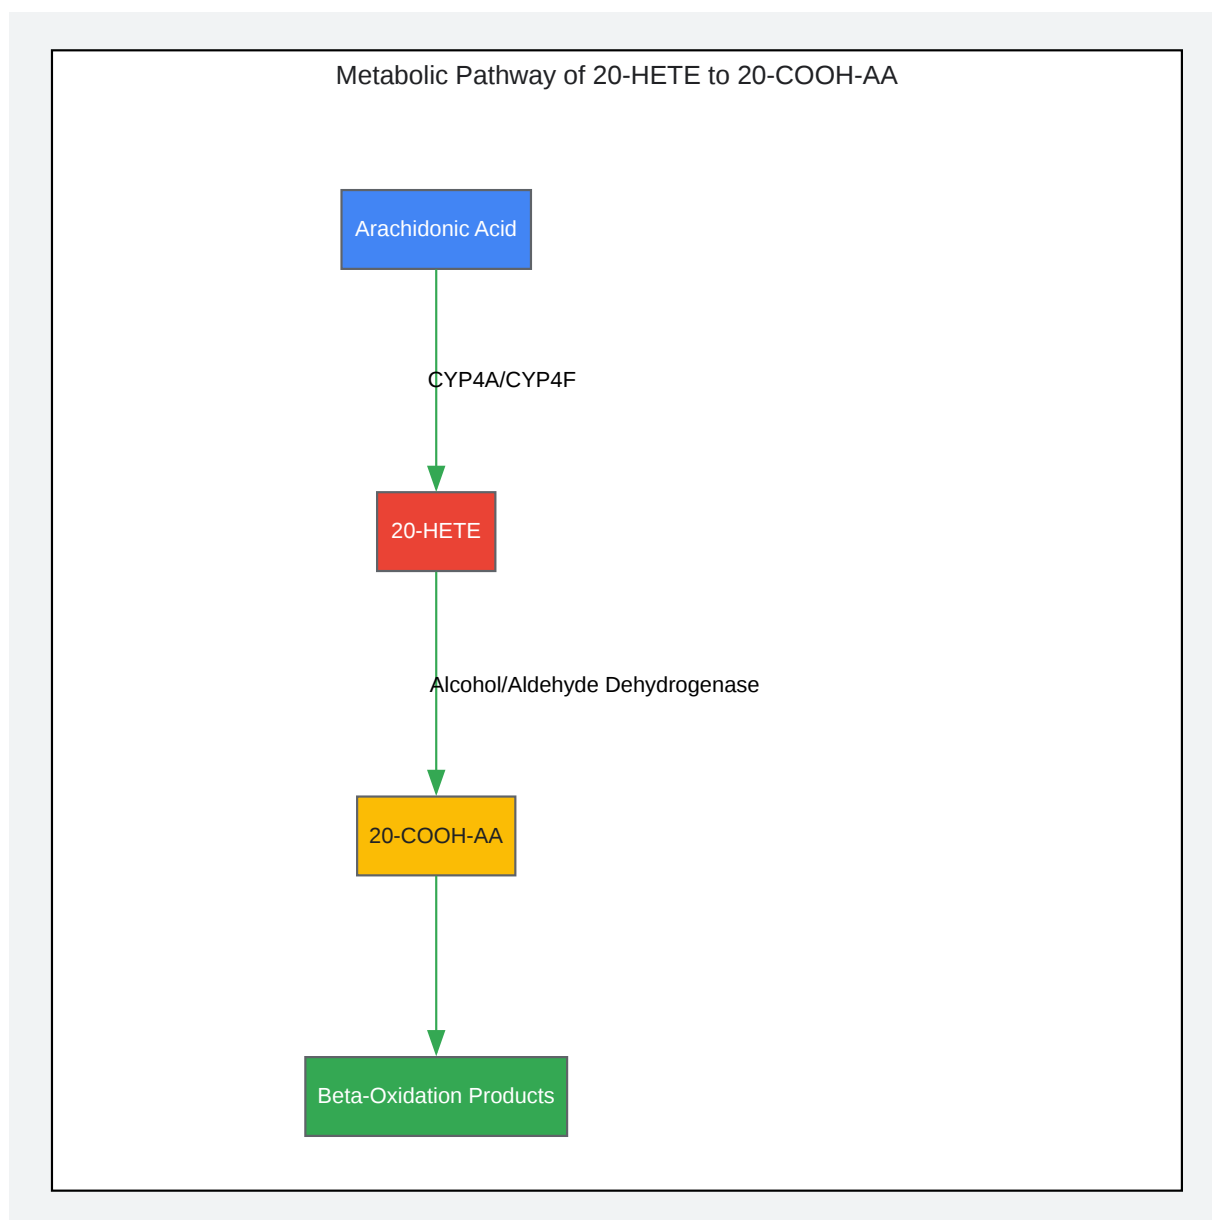 Metabolic Pathway of 20-HETE to 20-COOH-AA
Arachidonic Acid
CYP4A/CYP4F
20-HETE
Alcohol/Aldehyde Dehydrogenase
20-COOH-AA
Beta-Oxidation Products